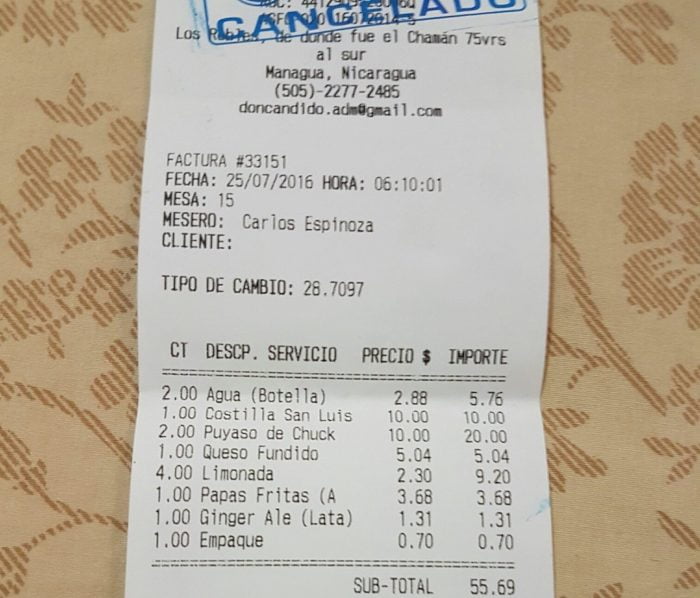 CANCELADO
Los Robles, de donde fue el Chamán 75vrs
al sur
Managua, Nicaragua
(505)-2277-2485
doncandido.adm@gmail.com
FACTURA #33151
FECHA: 25/07/2016 HORA: 06:10:01
MESA: 15
MESERO: Carlos Espinoza
CLIENTE:
TIPO DE CAMBIO: 28.7097
CT DESCP. SERVICIO PRECIO $ IMPORTE
2.00 Agua (Botella) 2.88 5.76
1.00 Costilla San Luis 10.00 10.00
2.00 Puyaso de Chuck 10.00 20.00
1.00 Queso Fundido 5.04 5.04
4.00 Limonada 2.30 9.20
1.00 Papas Fritas (A 3.68 3.68
1.00 Ginger Ale (Lata) 1.31 1.31
1.00 Empaque 0.70 0.70
SUB-TOTAL 55.69